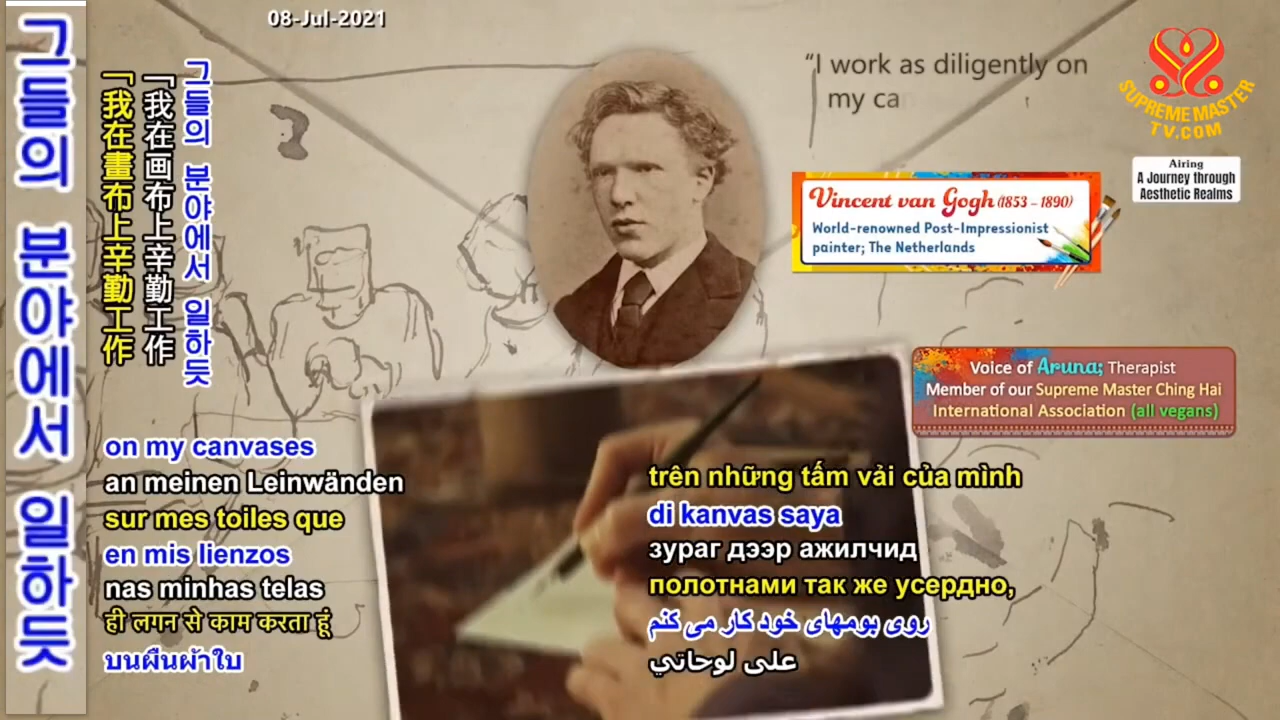 08-Jul-2021
그들의 분야에서 일하듯
그들의 분야에서 일하듯
「我在画布上辛勤工作
「我在畫布上辛勤工作
“I work as diligently on
my ca
SUPREME MASTER
TV.COM
Airing
A Journey through
Aesthetic Realms
Vincent van Gogh (1853 – 1890)
World-renowned Post-Impressionist
painter; The Netherlands
Voice of Aruna; Therapist
Member of our Supreme Master Ching Hai
International Association (all vegans)
on my canvases
an meinen Leinwänden
sur mes toiles que
en mis lienzos
nas minhas telas
ही लगन से काम करता हूं
บนผืนผ้าใบ
trên những tấm vải của mình
di kanvas saya
зураг дээр ажилчид
полотнами так же усердно,
روی بومهای خود کار می کنم
على لوحاتي